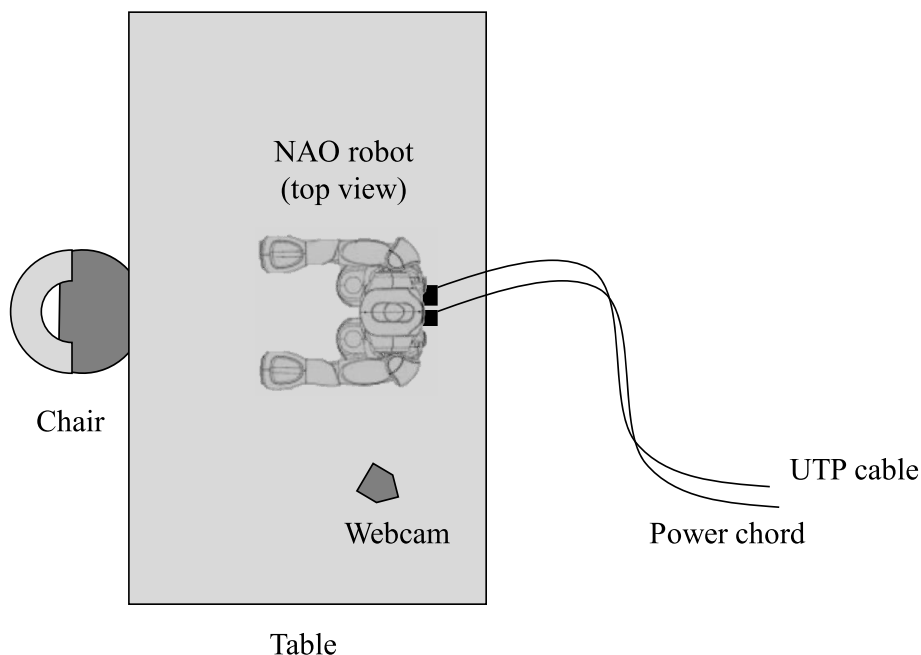 NAO robot
(top view)
Chair
UTP cable
Webcam
Power chord
Table